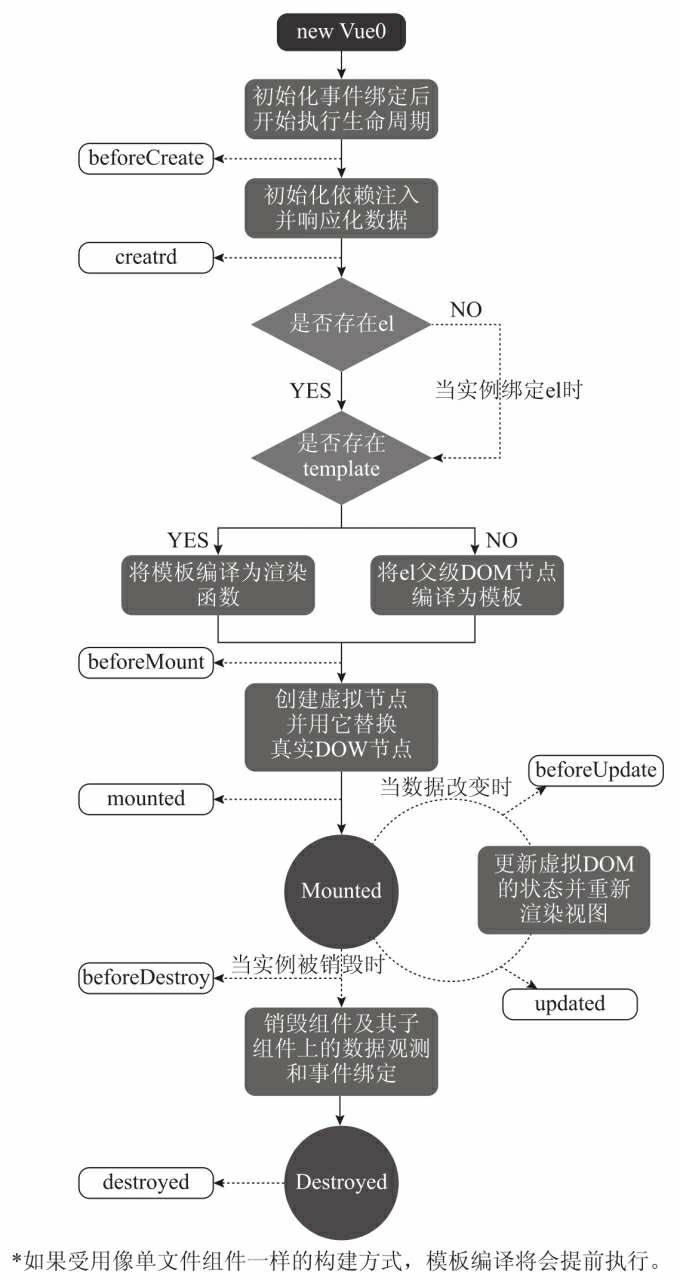 new Vue0
初始化事件绑定后
开始执行生命周期
beforeCreate
初始化依赖注入
并响应化数据
creatrd
是否存在el
NO
YES
当实例绑定el时
是否存在
template
YES
NO
将模板编译为渲染
函数
将el父级DOM节点
编译为模板
beforeMount
创建虚拟节点
并用它替换
真实DOW节点
mounted
当数据改变时
beforeUpdate
Mounted
更新虚拟DOM
的状态并重新
渲染视图
当实例被销毁时
beforeDestroy
updated
销毁组件及其子
组件上的数据观测
和事件绑定
destroyed
Destroyed
*如果受用像单文件组件一样的构建方式，模板编译将会提前执行。